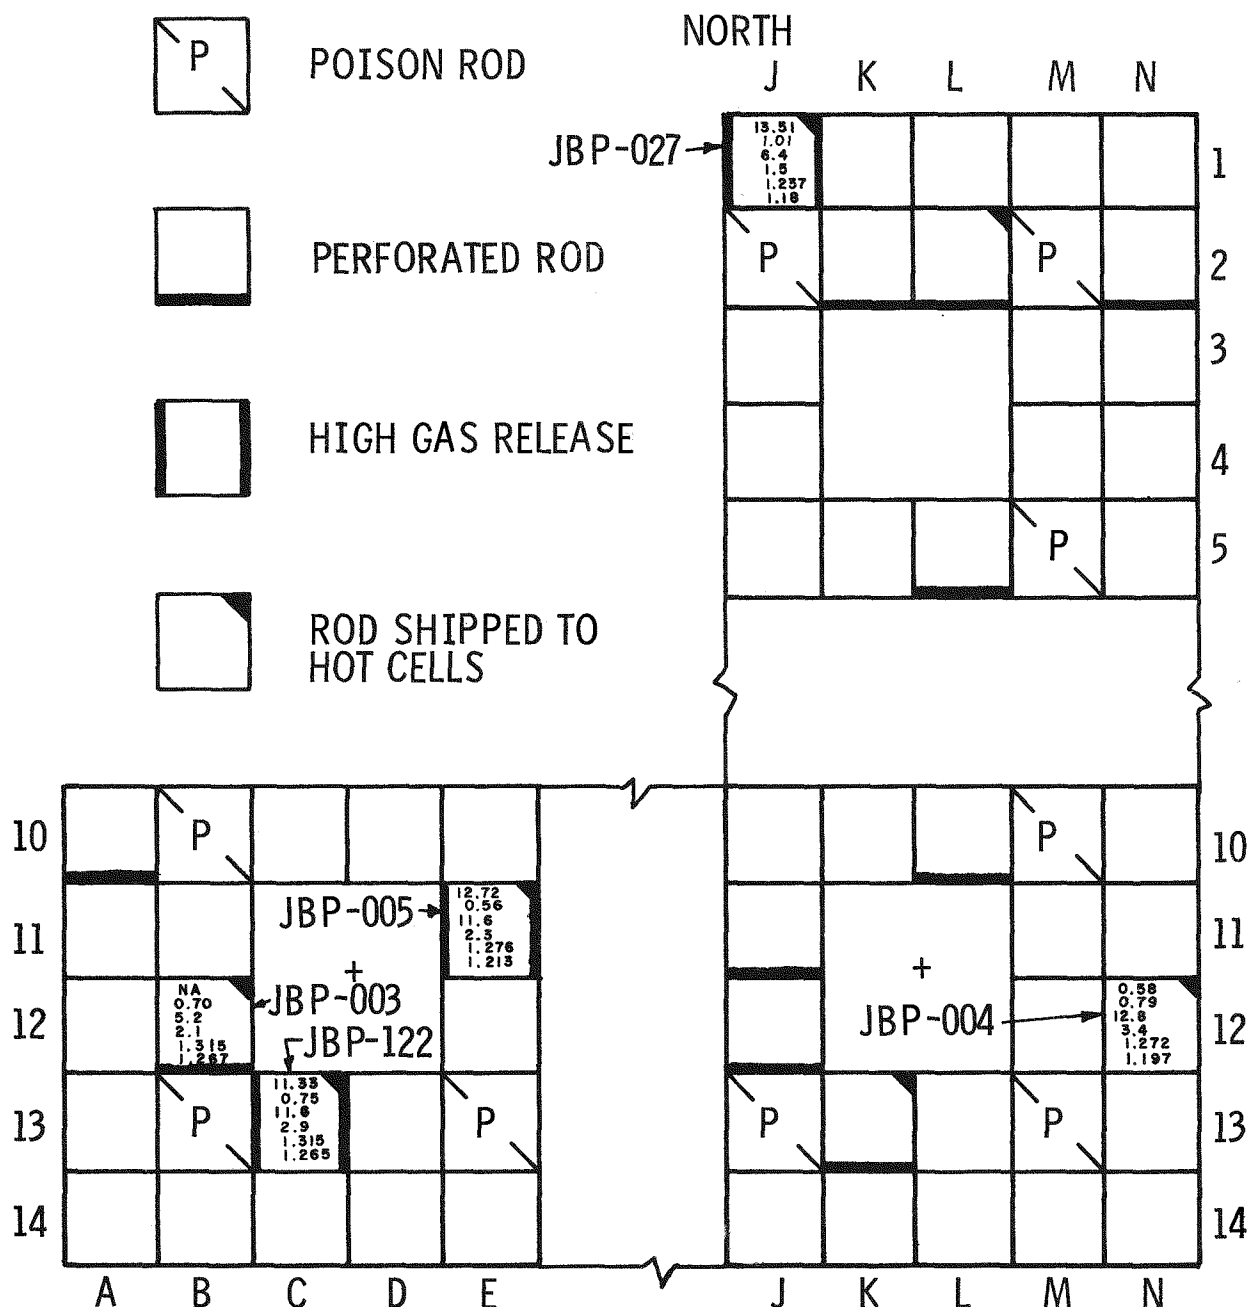 P
POISON ROD
PERFORATED ROD
HIGH GAS RELEASE
ROD SHIPPED TO
HOT CELLS
NORTH
J K L M N
JBP-027
13.51
1.01
6.4
1.5
1.237
1.18
1
P
P
2
3
4
P
5
10
P
P
10
11
JBP-005
12.72
0.56
11.6
2.3
1.276
1.213
+
+
11
12
NA
0.70
5.2
2.1
1.315
1.267
JBP-003
JBP-122
JBP-004
0.58
0.79
12.8
3.4
1.272
1.197
12
13
P
11.33
0.75
11.6
2.9
1.315
1.265
P
P
P
13
14
14
A B C D E
J K L M N